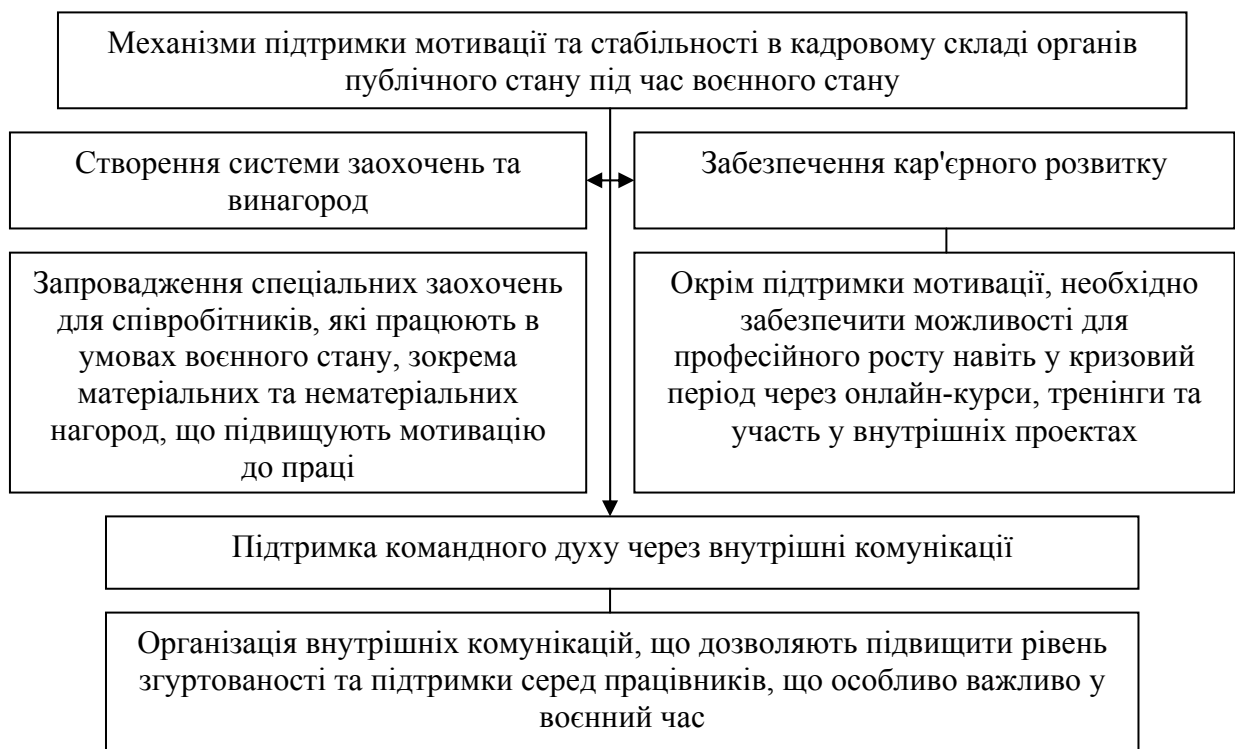 Механізми підтримки мотивації та стабільності в кадровому складі органів
публічного стану під час воєнного стану
Створення системи заохочень та
винагород
Забезпечення кар'єрного розвитку
Запровадження спеціальних заохочень
для співробітників, які працюють в
умовах воєнного стану, зокрема
матеріальних та нематеріальних
нагород, що підвищують мотивацію
до праці
Окрім підтримки мотивації, необхідно
забезпечити можливості для
професійного росту навіть у кризовий
період через онлайн-курси, тренінги та
участь у внутрішніх проектах
Підтримка командного духу через внутрішні комунікації
Організація внутрішніх комунікацій, що дозволяють підвищити рівень
згуртованості та підтримки серед працівників, що особливо важливо у
воєнний час